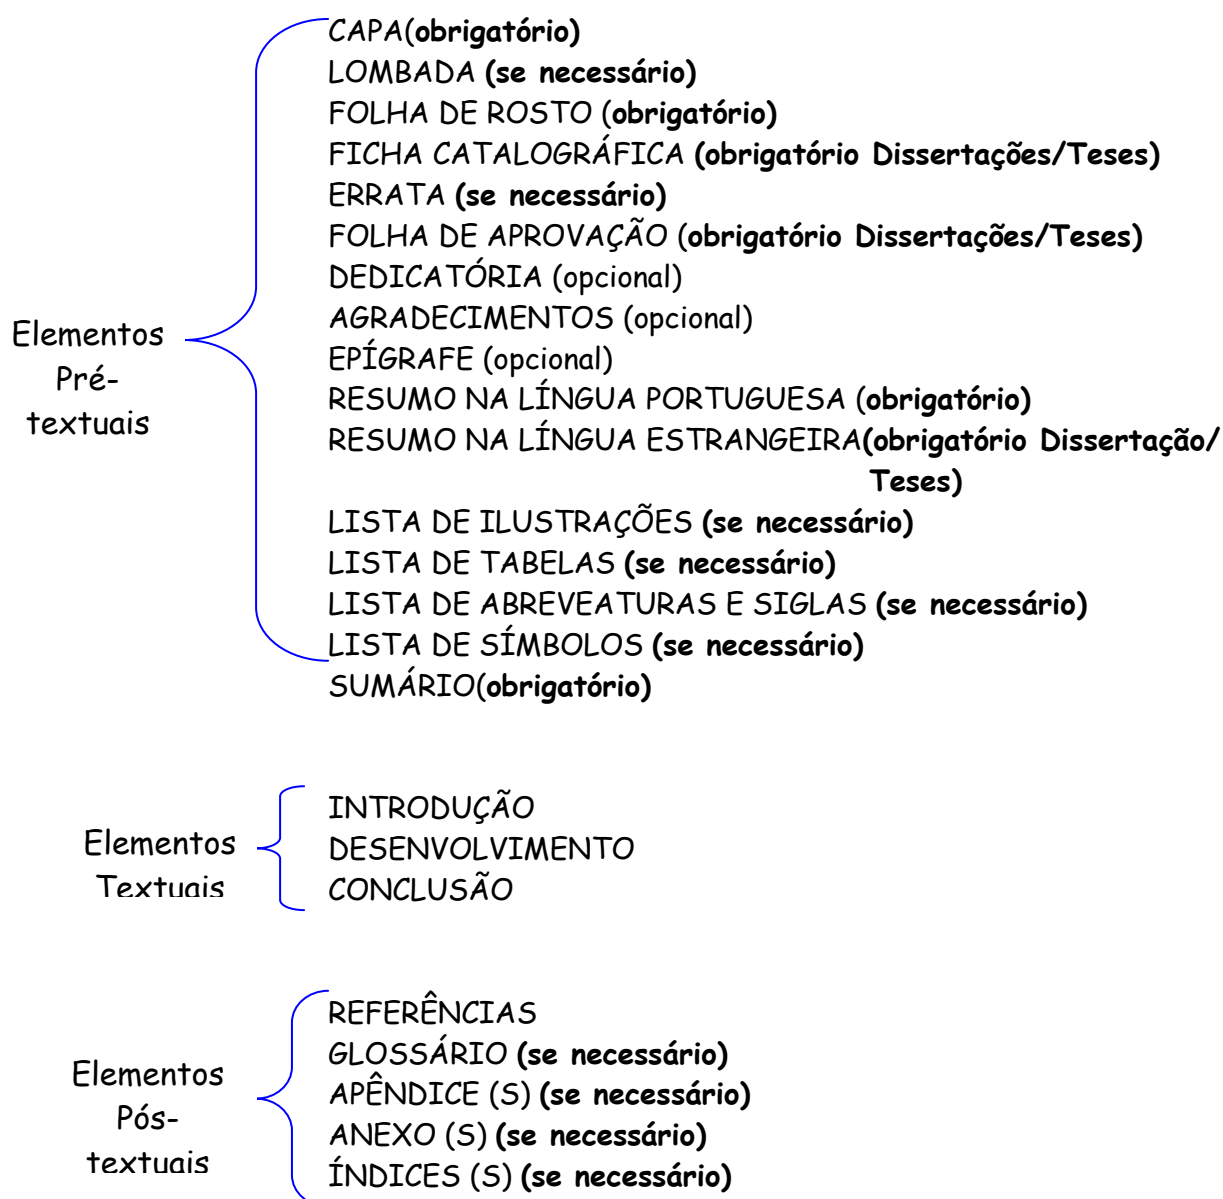 CAPA(obrigatório)
LOMBADA (se necessário)
FOLHA DE ROSTO (obrigatório)
FICHA CATALOGRÁFICA (obrigatório Dissertações/Teses)
ERRATA (se necessário)
FOLHA DE APROVAÇÃO (obrigatório Dissertações/Teses)
DEDICATÓRIA (opcional)
AGRADECIMENTOS (opcional)
EPÍGRAFE (opcional)
RESUMO NA LÍNGUA PORTUGUESA (obrigatório)
RESUMO NA LÍNGUA ESTRANGEIRA(obrigatório Dissertação/
Teses)
LISTA DE ILUSTRAÇÕES (se necessário)
LISTA DE TABELAS (se necessário)
LISTA DE ABREVEATURAS E SIGLAS (se necessário)
LISTA DE SÍMBOLOS (se necessário)
SUMÁRIO(obrigatório)
Elementos
Pré-
textuais
INTRODUÇÃO
DESENVOLVIMENTO
CONCLUSÃO
Elementos
Textuais
REFERÊNCIAS
GLOSSÁRIO (se necessário)
APÊNDICE (S) (se necessário)
ANEXO (S) (se necessário)
ÍNDICES (S) (se necessário)
Elementos
Pós-
textuais